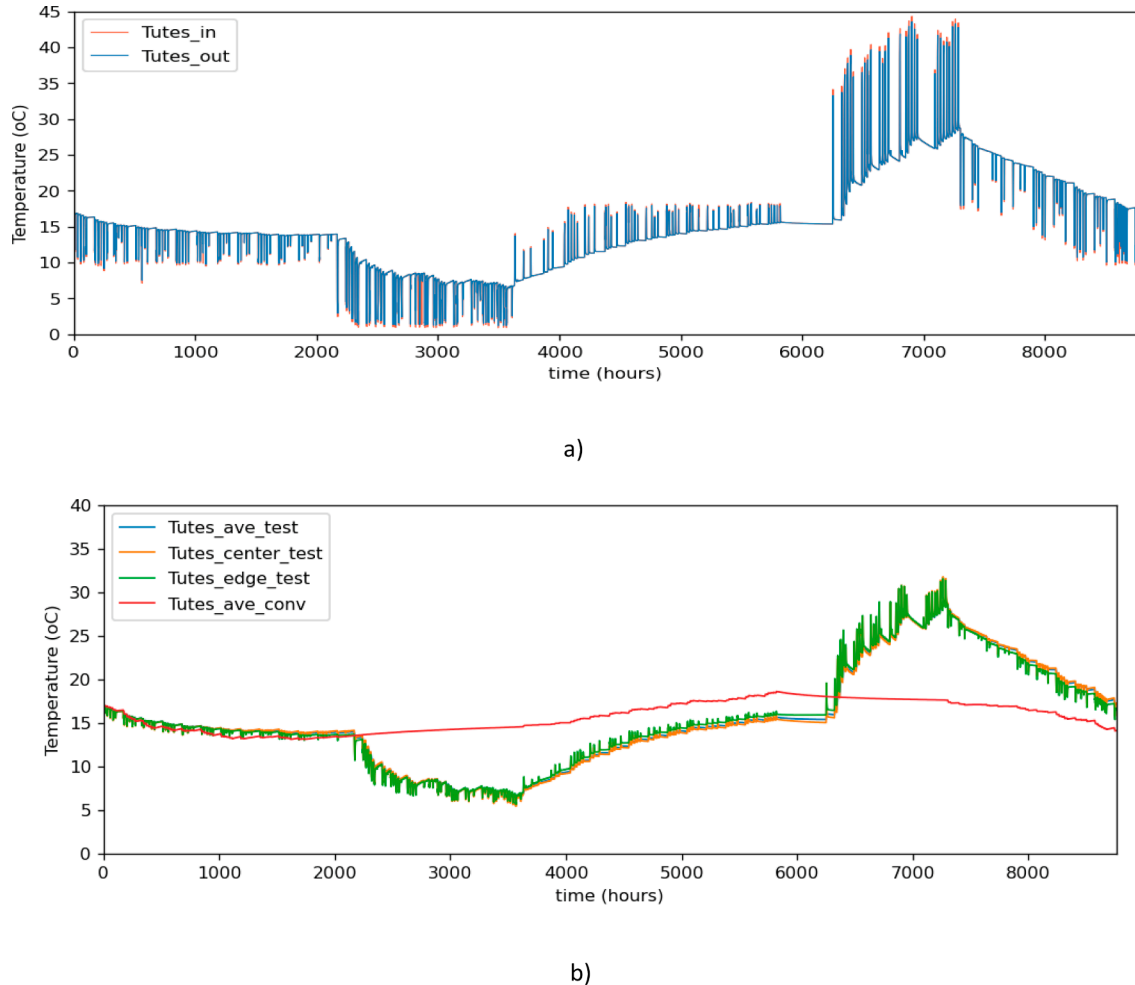 45
40
35
30
25
20
15
10
5
0
Temperature (oC)
Tutes_in
Tutes_out
0 1000 2000 3000 4000 5000 6000 7000 8000
time (hours)
a)
40
35
30
25
20
15
10
5
0
Temperature (oC)
Tutes_ave_test
Tutes_center_test
Tutes_edge_test
Tutes_ave_conv
0 1000 2000 3000 4000 5000 6000 7000 8000
time (hours)
b)